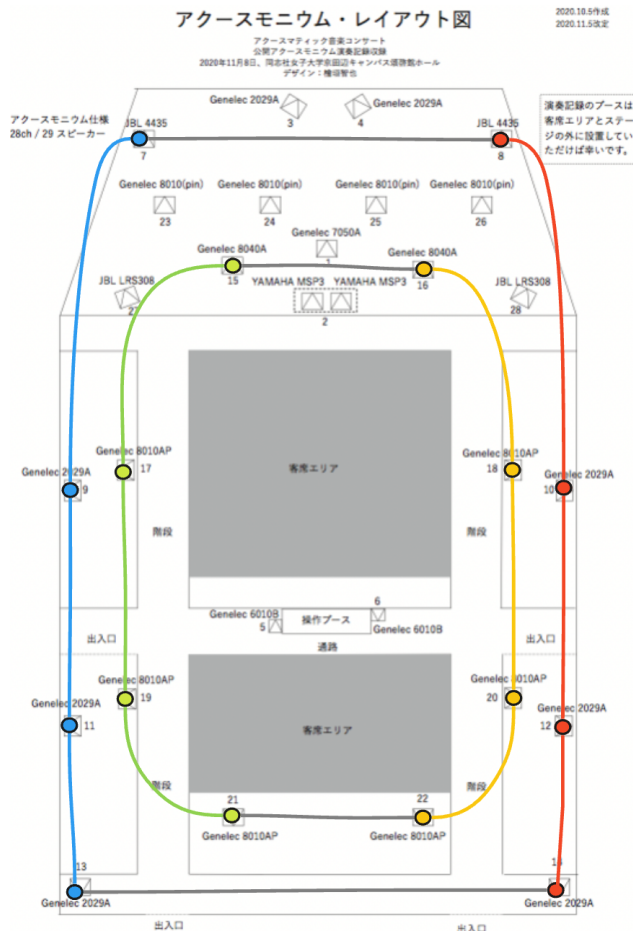 アクースモニウム・レイアウト図
2020.10.5作成
2020.11.5改定
アクースマティック音楽コンサート
公開アクースモニウム演奏記録収録
2020年11月8日、同志社女子大学京田辺キャンパス頌啓館ホール
デザイン：檜垣智也
アクースモニウム仕様
28ch / 29 スピーカー
演奏記録のブースは
客席エリアとステー
ジの外に設置してい
ただけば幸いです。
Genelec 2029A
3
Genelec 2029A
4
JBL 4435
7
JBL 4435
8
Genelec 8010(pin)
23
Genelec 8010(pin)
24
Genelec 8010(pin)
25
Genelec 8010(pin)
26
Genelec 7050A
1
Genelec 8040A
15
Genelec 8040A
16
JBL LRS308
27
YAMAHA MSP3
YAMAHA MSP3
2
JBL LRS308
28
Genelec 8010AP
17
Genelec 8010AP
18
Genelec 2029A
9
Genelec 2029A
10
客席エリア
階段
階段
Genelec 6010B
5
操作ブース
6
Genelec 6010B
通路
出入口
出入口
Genelec 8010AP
19
Genelec 8010AP
20
Genelec 2029A
11
Genelec 2029A
12
客席エリア
階段
階段
21
Genelec 8010AP
22
Genelec 8010AP
13
Genelec 2029A
14
Genelec 2029A
出入口
出入口